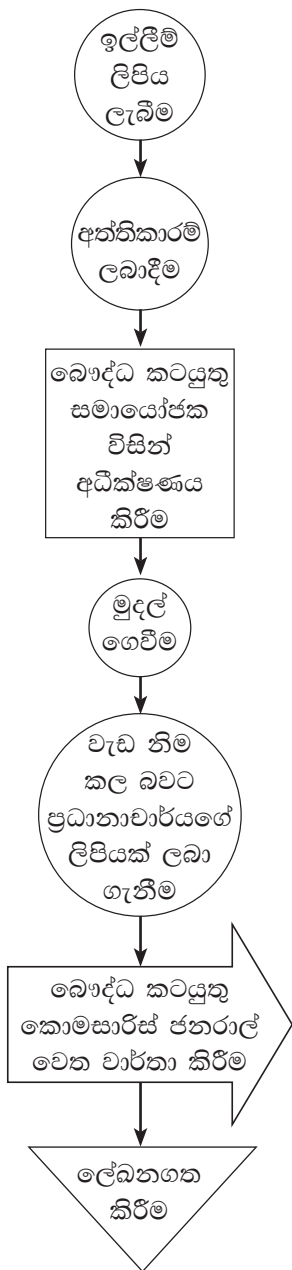 ඉල්ලීම්
ලිපිය
ලැබීම
අත්තිකාරම්
ලබාදීම
බෞද්ධ කටයුතු
සමායෝජක
විසින්
අධීක්ෂණය
කිරීම
මුදල්
ගෙවීම
වැඩ නිම
කල බවට
ප්‍රධානාචාර්යගේ
ලිපියක් ලබා
ගැනීම
බෞද්ධ කටයුතු
කොමසාරිස් ජනරාල්
වෙත වාර්තා කිරීම
ලේඛනගත
කිරීම